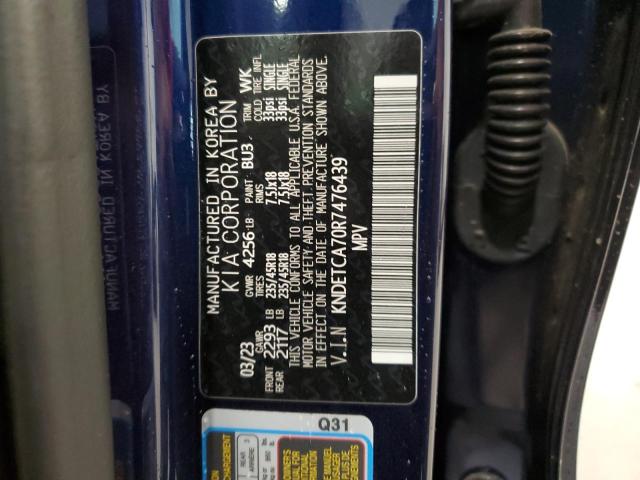 MANUFACTURED IN KOREA BY
KIA CORPORATION
03/23 GVWR 4256 LB PAINT BU3 TRIM WK
GAWR TIRES RIMS COLD TIRE INFL
FRONT 2293 LB 235/45R18 7.5Jx18 33psi SINGLE
REAR 2117 LB 235/45R18 7.5Jx18 33psi SINGLE
THIS VEHICLE CONFORMS TO ALL APPLICABLE U.S.A. FEDERAL
MOTOR VEHICLE SAFETY AND THEFT PREVENTION STANDARDS
IN EFFECT ON THE DATE OF MANUFACTURE SHOWN ABOVE.
V.I.N KNDETCA70R7476439
MPV
Q31
REAR 3
ARRIÈRE